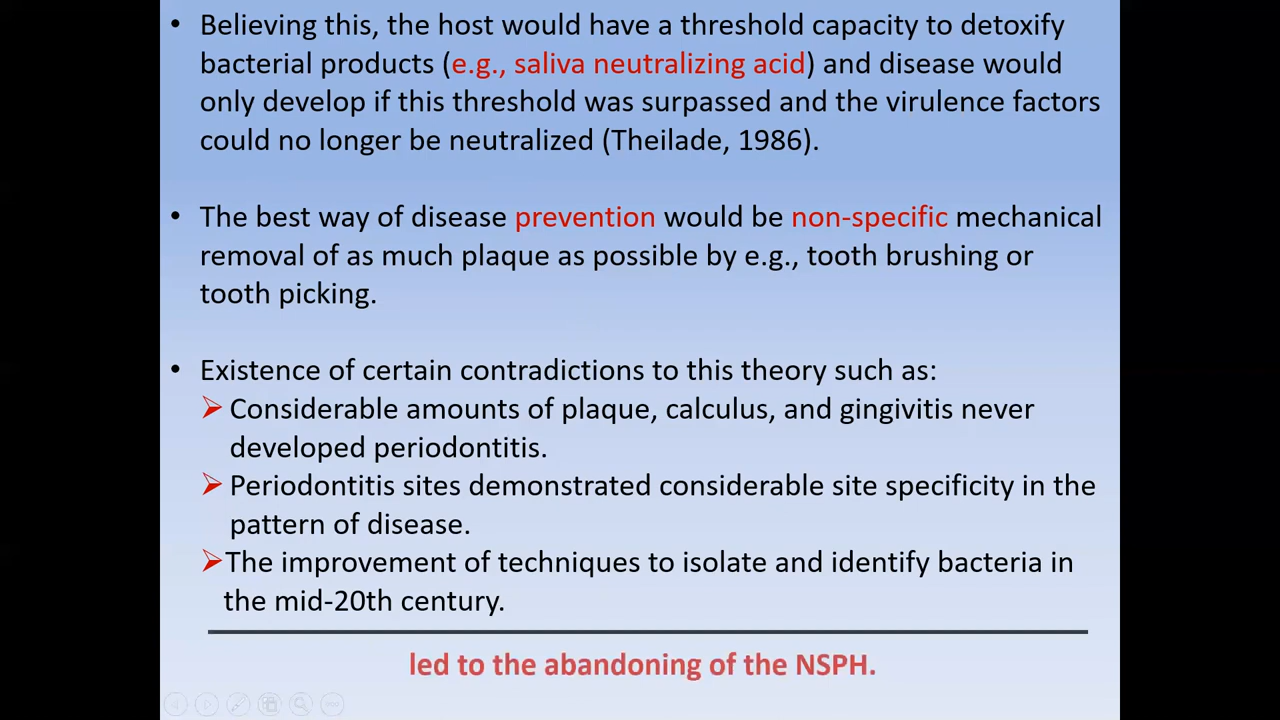 • Believing this, the host would have a threshold capacity to detoxify
bacterial products (e.g., saliva neutralizing acid) and disease would
only develop if this threshold was surpassed and the virulence factors
could no longer be neutralized (Theilade, 1986).
• The best way of disease prevention would be non-specific mechanical
removal of as much plaque as possible by e.g., tooth brushing or
tooth picking.
• Existence of certain contradictions to this theory such as:
➢ Considerable amounts of plaque, calculus, and gingivitis never
developed periodontitis.
➢ Periodontitis sites demonstrated considerable site specificity in the
pattern of disease.
➢The improvement of techniques to isolate and identify bacteria in
the mid-20th century.
led to the abandoning of the NSPH.